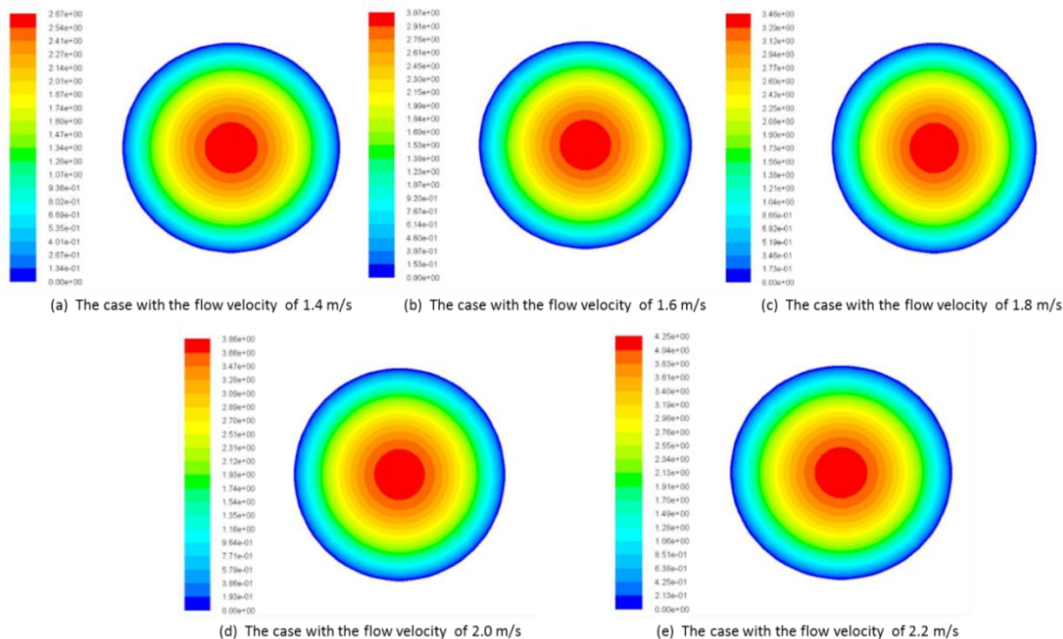 2.67e+00
2.54e+00
2.41e+00
2.27e+00
2.14e+00
2.01e+00
1.87e+00
1.74e+00
1.60e+00
1.47e+00
1.34e+00
1.20e+00
1.07e+00
9.36e-01
8.02e-01
6.69e-01
5.35e-01
4.01e-01
2.67e-01
1.34e-01
0.00e+00
(a) The case with the flow velocity of 1.4 m/s
3.07e+00
2.91e+00
2.76e+00
2.61e+00
2.45e+00
2.30e+00
2.15e+00
1.99e+00
1.84e+00
1.69e+00
1.53e+00
1.38e+00
1.23e+00
1.07e+00
9.20e-01
7.67e-01
6.14e-01
4.60e-01
3.07e-01
1.53e-01
0.00e+00
(b) The case with the flow velocity of 1.6 m/s
3.46e+00
3.29e+00
3.12e+00
2.94e+00
2.77e+00
2.60e+00
2.42e+00
2.25e+00
2.08e+00
1.90e+00
1.73e+00
1.56e+00
1.38e+00
1.21e+00
1.04e+00
8.66e-01
6.92e-01
5.19e-01
3.46e-01
1.73e-01
0.00e+00
(c) The case with the flow velocity of 1.8 m/s
3.86e+00
3.66e+00
3.47e+00
3.28e+00
3.09e+00
2.89e+00
2.70e+00
2.51e+00
2.31e+00
2.12e+00
1.93e+00
1.74e+00
1.54e+00
1.35e+00
1.16e+00
9.64e-01
7.71e-01
5.79e-01
3.86e-01
1.93e-01
0.00e+00
(d) The case with the flow velocity of 2.0 m/s
4.25e+00
4.04e+00
3.83e+00
3.61e+00
3.40e+00
3.19e+00
2.98e+00
2.76e+00
2.55e+00
2.34e+00
2.13e+00
1.91e+00
1.70e+00
1.49e+00
1.28e+00
1.06e+00
8.51e-01
6.38e-01
4.25e-01
2.13e-01
0.00e+00
(e) The case with the flow velocity of 2.2 m/s